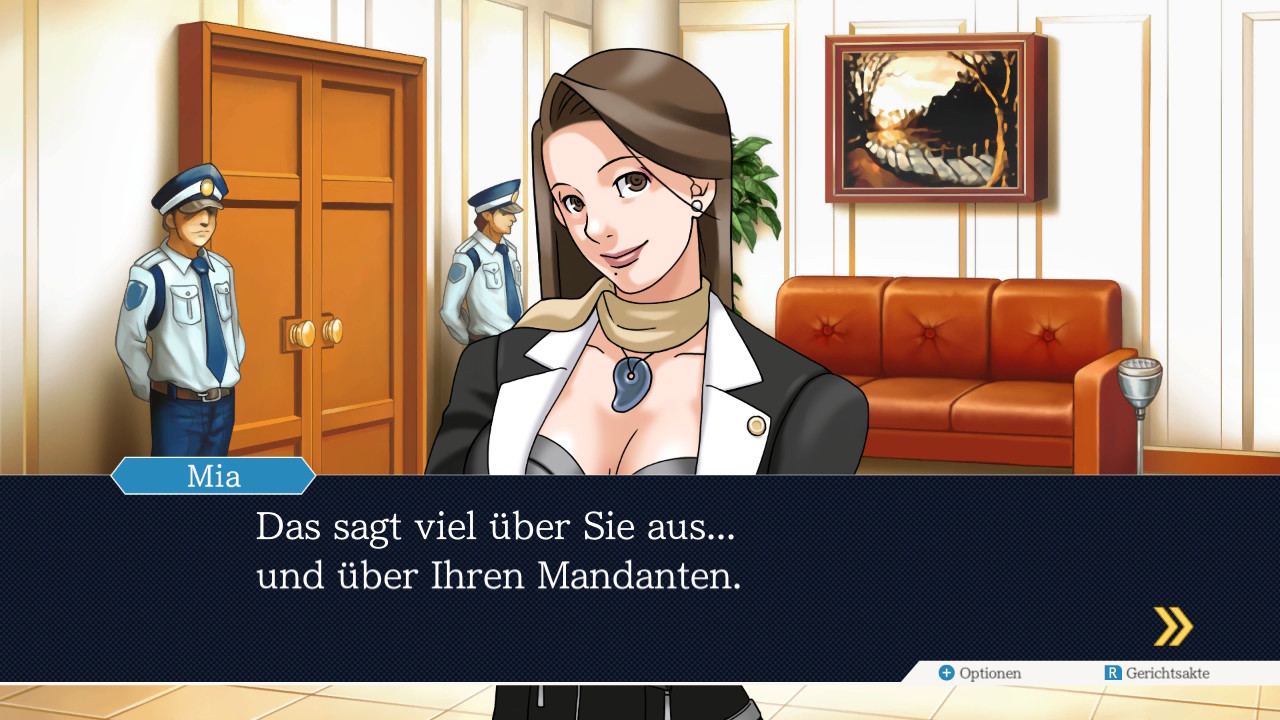 Mia
Das sagt viel über Sie aus...
und über Ihren Mandanten.
+ Optionen
R Gerichtsakte